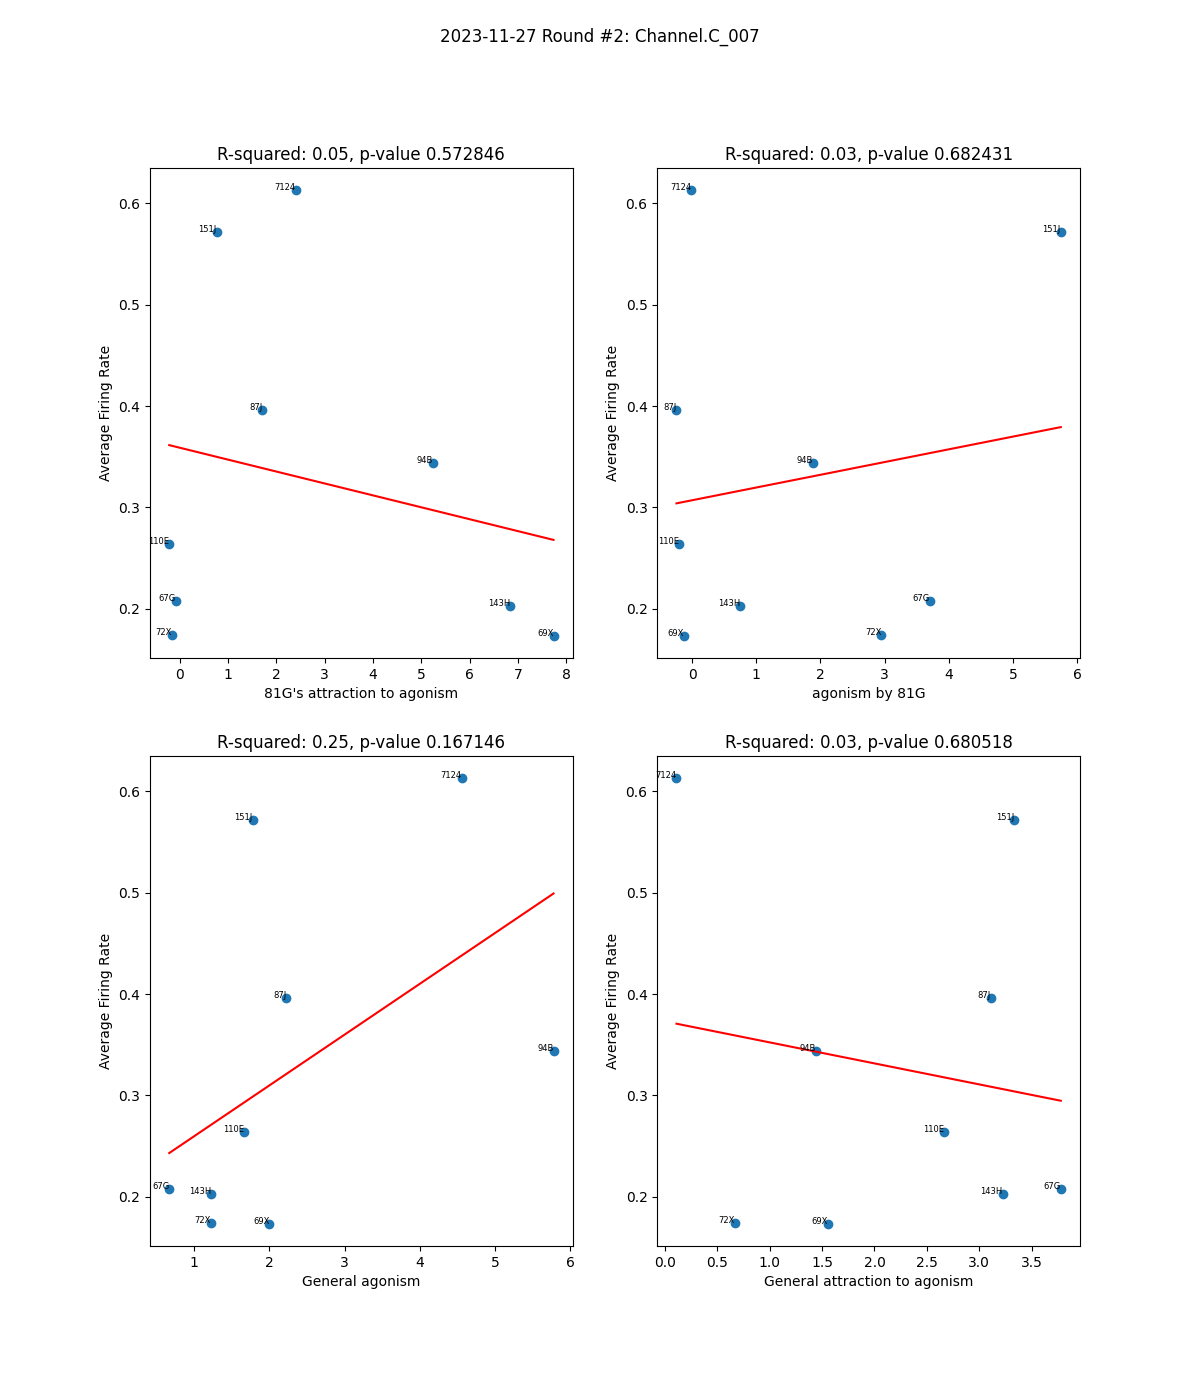 2023-11-27 Round #2: Channel.C_007
R-squared: 0.05, p-value 0.572846
0.6
0.5
0.4
0.3
0.2
Average Firing Rate
7124
151J
87J
94B
110E
67G
72X
143H
69X
0 1 2 3 4 5 6 7 8
81G's attraction to agonism
R-squared: 0.03, p-value 0.682431
0.6
0.5
0.4
0.3
0.2
Average Firing Rate
7124
151J
87J
94B
110E
67G
143H
72X
69X
0 1 2 3 4 5 6
agonism by 81G
R-squared: 0.25, p-value 0.167146
0.6
0.5
0.4
0.3
0.2
Average Firing Rate
7124
151J
87J
94B
110E
67G
143H
72X
69X
1 2 3 4 5 6
General agonism
R-squared: 0.03, p-value 0.680518
0.6
0.5
0.4
0.3
0.2
Average Firing Rate
7124
151J
87J
94B
110E
67G
143H
72X
69X
0.0 0.5 1.0 1.5 2.0 2.5 3.0 3.5
General attraction to agonism